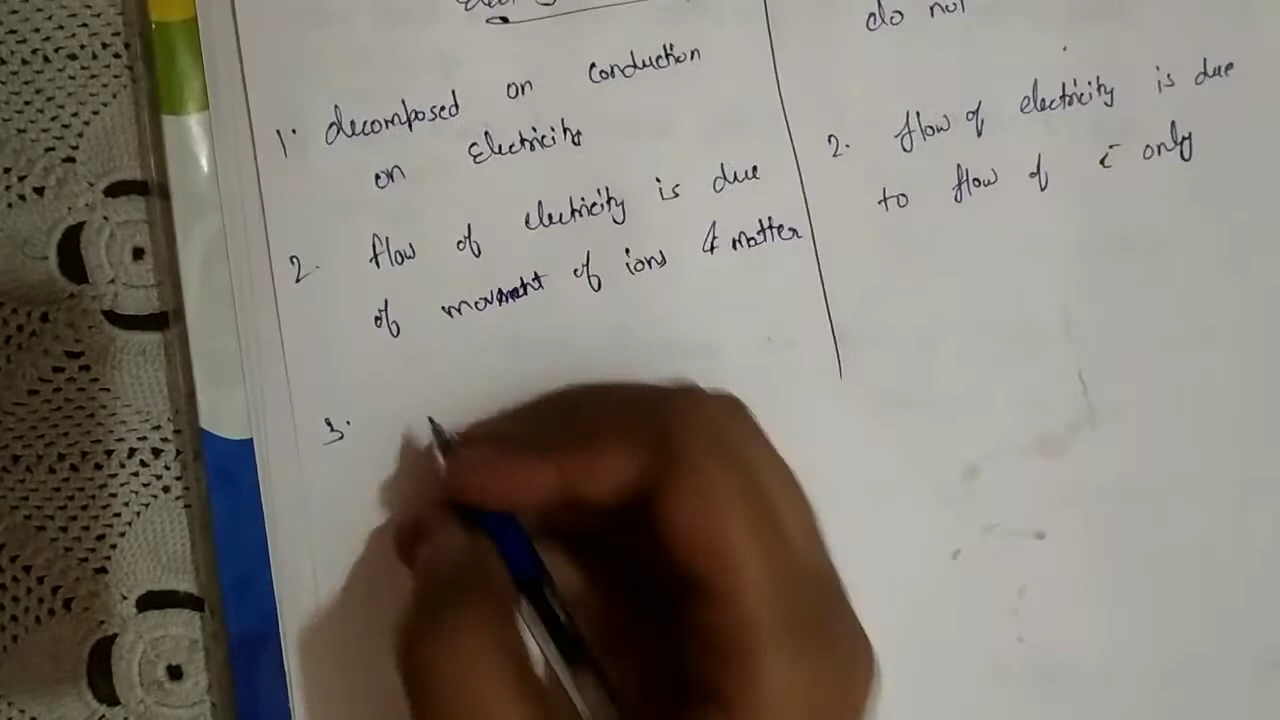 1. decomposed on conduction
on Electricity
2. flow of electricity is due
of movement of ions & matter
3.
do not
2. flow of electricity is due
to flow of e only